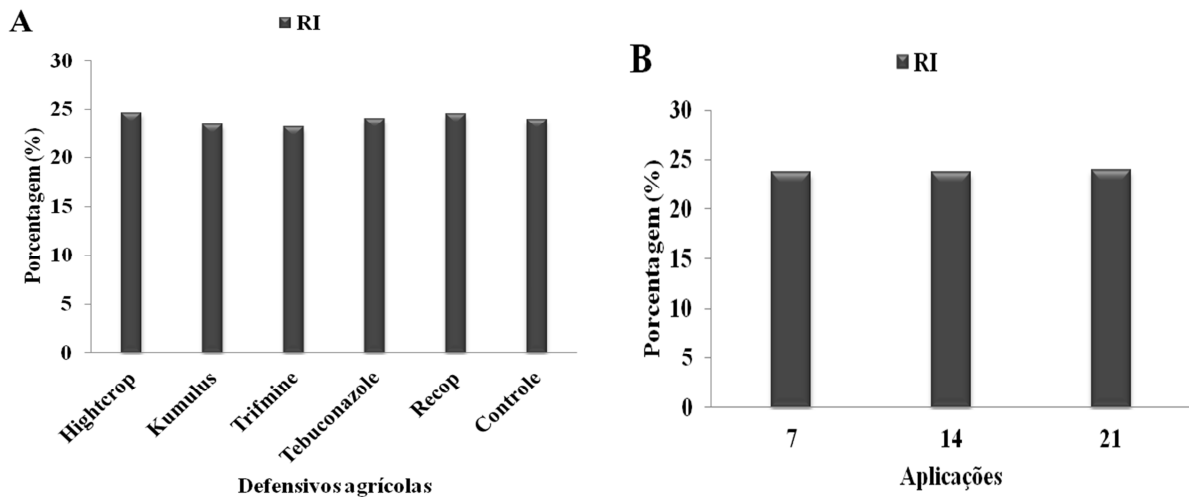 A
RI
Porcentagem (%)
30
25
20
15
10
5
0
Hightcrop
Kumulus
Trifmine
Tebuconazole
Recop
Controle
Defensivos agrícolas
B
RI
Porcentagem (%)
30
25
20
15
10
5
0
7
14
21
Aplicações